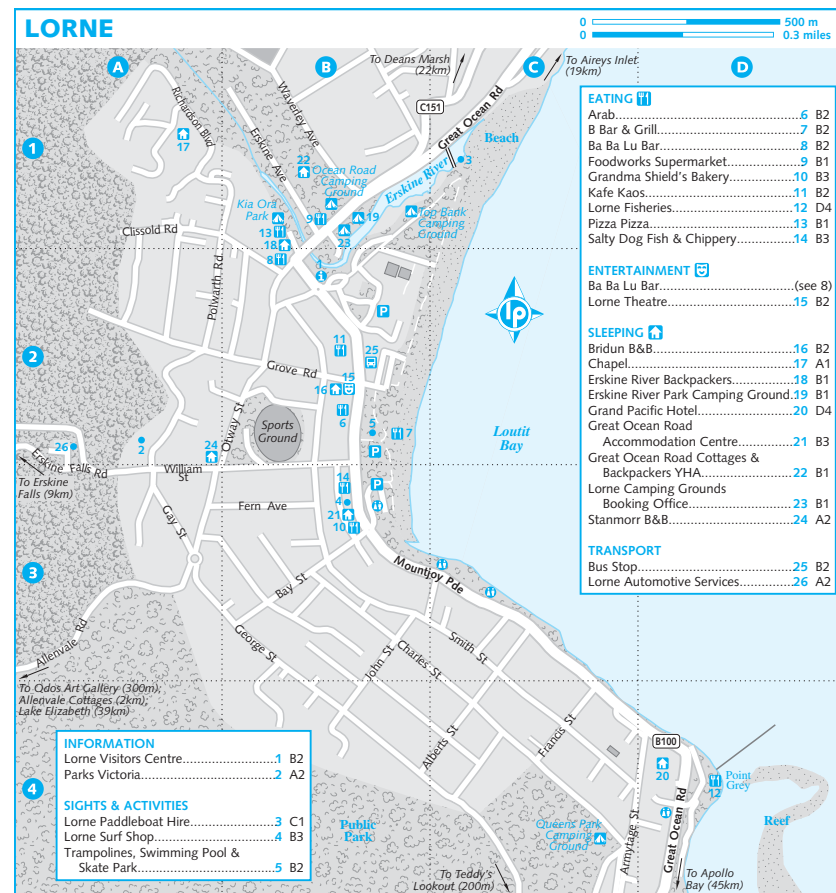 LORNE
0 500 m
0 0.3 miles
A
B
C
D
1
2
3
4
To Deans Marsh
(22km)
To Aireys Inlet
(19km)
C151
Great Ocean Rd
Beach
Richardson Blvd
17
Waverley Ave
Erskine Ave
22
Ocean Road
Camping
Ground
Erskine River
3
Kia Ora
Park
9
19
Top Bank
Camping
Ground
13
23
Clissold Rd
18
8
1
Polwarth Rd
P
11
25
Grove Rd
15
16
6
Otway St
Sports
Ground
5
7
Loutit
Bay
lp
26
2
24
P
Erskine Falls Rd
William
St
To Erskine
Falls (9km)
14
P
Fern Ave
4
21
10
Gay St
Mountjoy Pde
Bay St
Allenvale Rd
George St
John St
Charles St
Smith St
To Qdos Art Gallery (300m),
Allenvale Cottages (2km),
Lake Elizabeth (39km)
Alberts St
Francis St
B100
20
Point
Grey
12
Reef
Public
Park
Queens Park
Camping
Ground
Armytage St
Great Ocean Rd
To Teddy's
Lookout (200m)
To Apollo
Bay (45km)
EATING
Arab 6 B2
B Bar & Grill 7 B2
Ba Ba Lu Bar 8 B2
Foodworks Supermarket 9 B1
Grandma Shield's Bakery 10 B3
Kafe Kaos 11 B2
Lorne Fisheries 12 D4
Pizza Pizza 13 B1
Salty Dog Fish & Chippery 14 B3
ENTERTAINMENT
Ba Ba Lu Bar (see 8)
Lorne Theatre 15 B2
SLEEPING
Bridun B&B 16 B2
Chapel 17 A1
Erskine River Backpackers 18 B1
Erskine River Park Camping Ground 19 B1
Grand Pacific Hotel 20 D4
Great Ocean Road
Accommodation Centre 21 B3
Great Ocean Road Cottages &
Backpackers YHA 22 B1
Lorne Camping Grounds
Booking Office 23 B1
Stanmorr B&B 24 A2
TRANSPORT
Bus Stop 25 B2
Lorne Automotive Services 26 A2
INFORMATION
Lorne Visitors Centre 1 B2
Parks Victoria 2 A2
SIGHTS & ACTIVITIES
Lorne Paddleboat Hire 3 C1
Lorne Surf Shop 4 B3
Trampolines, Swimming Pool &
Skate Park 5 B2